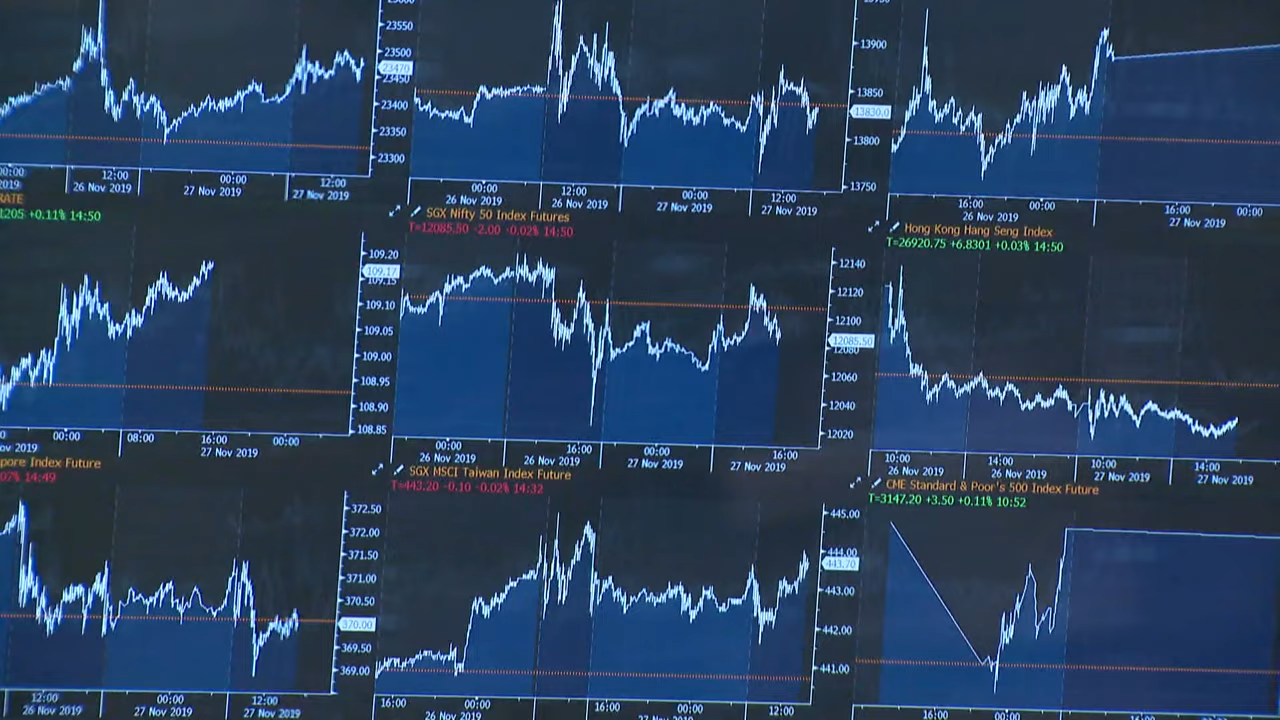 23550
23500
23470
23450
23400
23350
23300
00:00 12:00 00:00 12:00
2019 26 Nov 2019 27 Nov 2019 27 Nov 2019
00:00 12:00 00:00 12:00
26 Nov 2019 26 Nov 2019 27 Nov 2019 27 Nov 2019
13900
13850
13830.0
13800
13750
16:00 00:00 16:00 00:00
26 Nov 2019 27 Nov 2019
RATE
1205 +0.11% 14:50
109.20
109.17
109.15
109.10
109.05
109.00
108.95
108.90
108.85
00:00 08:00 16:00 00:00
ov 2019 27 Nov 2019
SGX Nifty 50 Index Futures
T=12085.50 -2.00 -0.02% 14:50
12140
12120
12100
12085.50
12080
12060
12040
12020
00:00 16:00 00:00 16:00
26 Nov 2019 26 Nov 2019 27 Nov 2019 27 Nov 2019
Hong Kong Hang Seng Index
T=26920.75 +6.8301 +0.03% 14:50
10:00 14:00 10:00 14:00
26 Nov 2019 26 Nov 2019 27 Nov 2019 27 Nov 2019
pore Index Future
07% 14:49
372.50
372.00
371.50
371.00
370.50
370.00
369.50
369.00
12:00 00:00 12:00
26 Nov 2019 27 Nov 2019 27 Nov 2019
SGX MSCI Taiwan Index Future
T=443.20 -0.10 -0.02% 14:32
445.00
444.00
443.70
443.00
442.00
441.00
16:00 00:00 16:00 00:00 12:00
26 Nov 2019 27 Nov 2019
CME Standard & Poor's 500 Index Future
T=3147.20 +3.50 +0.11% 10:52
16:00 00:00